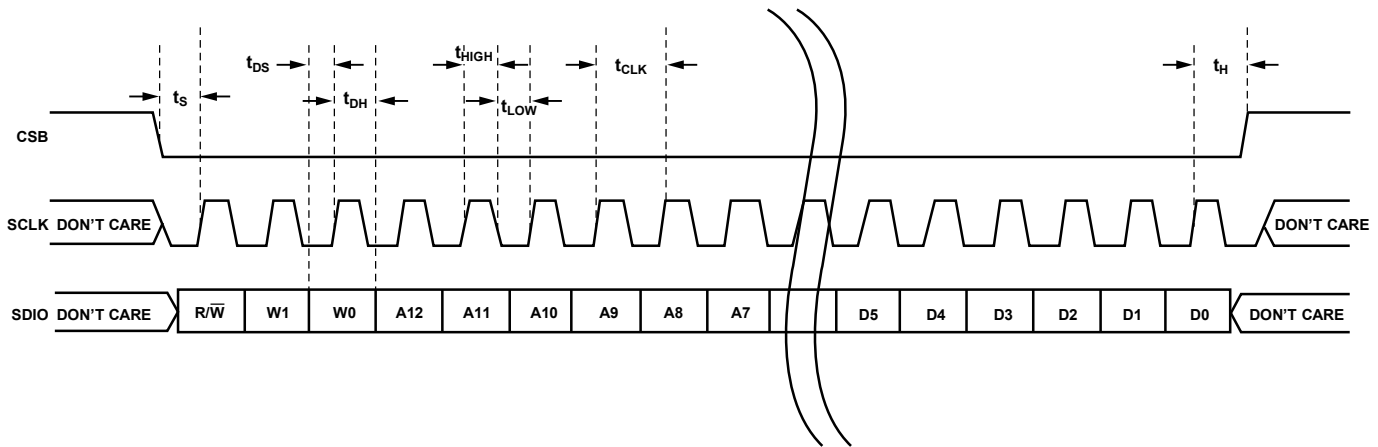 tHIGH
tDS
tCLK
tH
tS
tDH
tLOW
CSB
SCLK DON'T CARE
DON'T CARE
SDIO DON'T CARE R/W̅ W1 W0 A12 A11 A10 A9 A8 A7 D5 D4 D3 D2 D1 D0 DON'T CARE